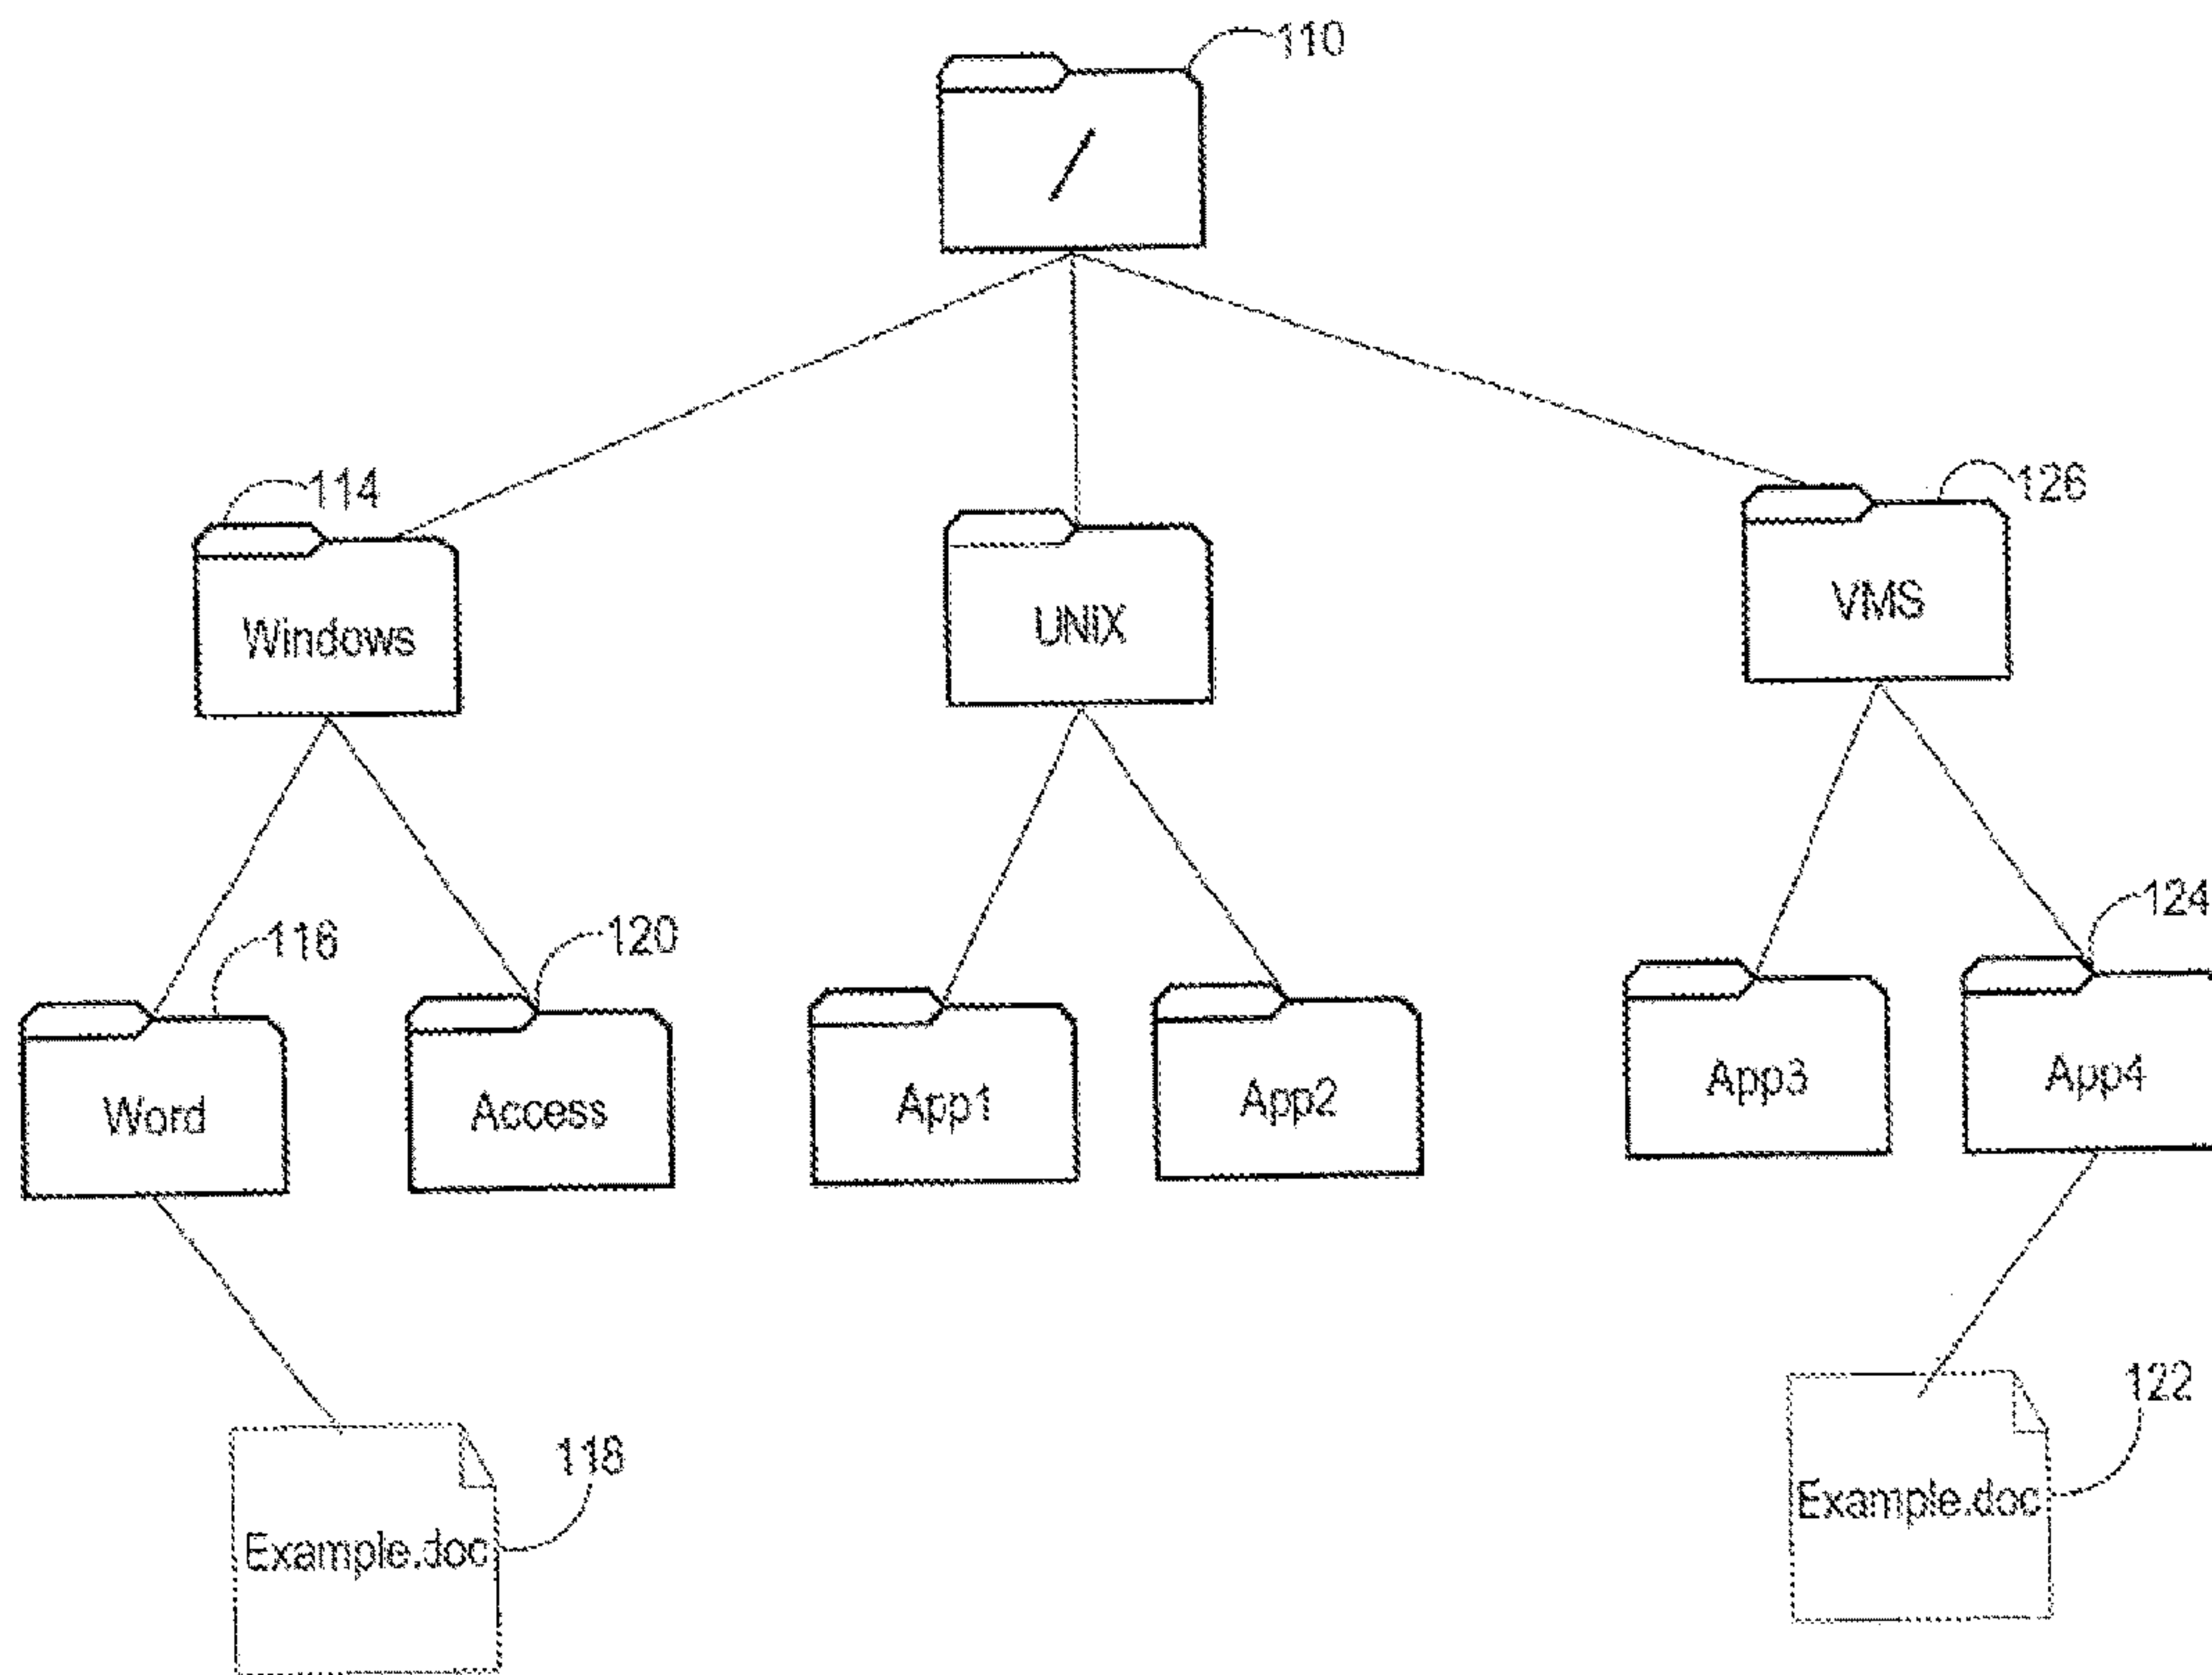 110
/
114
126
Windows
UNiX
VMS
116
120
124
Word
Access
App1
App2
App3
App4
118
122
Example.doc
Example.doc